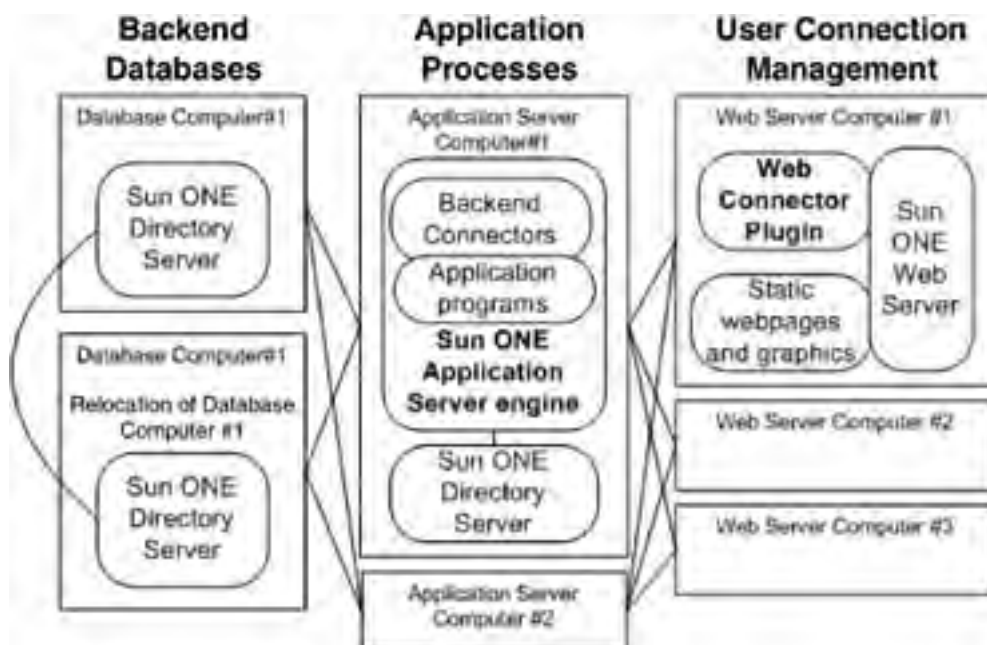 Backend
Databases
Database Computer#1
Sun ONE
Directory
Server
Database Computer#1
Relocation of Database
Computer #1
Sun ONE
Directory
Server
Application
Processes
Application Server
Computer#1
Backend
Connectors
Application
programs
Sun ONE
Application
Server engine
Sun ONE
Directory
Server
Application Server
Computer #2
User Connection
Management
Web Server Computer #1
Web
Connector
Plugin
Static
webpages
and graphics
Sun
ONE
Web
Server
Web Server Computer #2
Web Server Computer #3